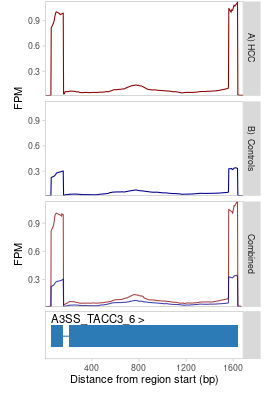 0.9
0.6
0.3
FPM
A) HCC
0.9
0.6
0.3
B) Controls
0.9
0.6
0.3
FPM
Combined
A3SS_TACC3_6 >
400 800 1200 1600
Distance from region start (bp)